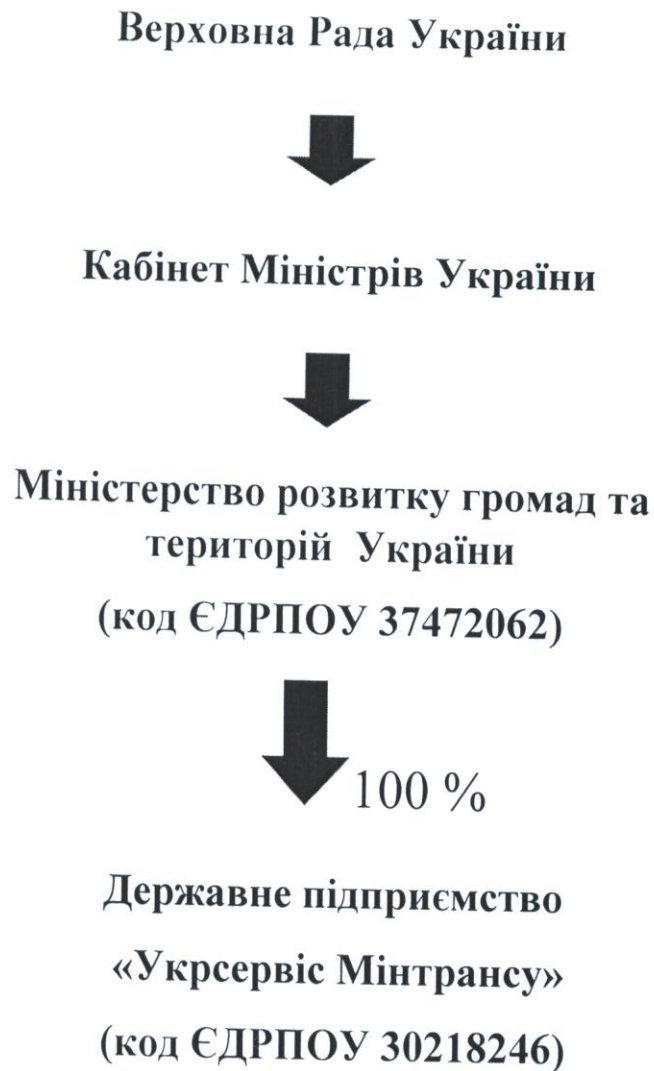 Верховна Рада України
Кабінет Міністрів України
Міністерство розвитку громад та
територій України
(код ЄДРПОУ 37472062)
100 %
Державне підприємство
«Укрсервіс Мінтрансу»
(код ЄДРПОУ 30218246)